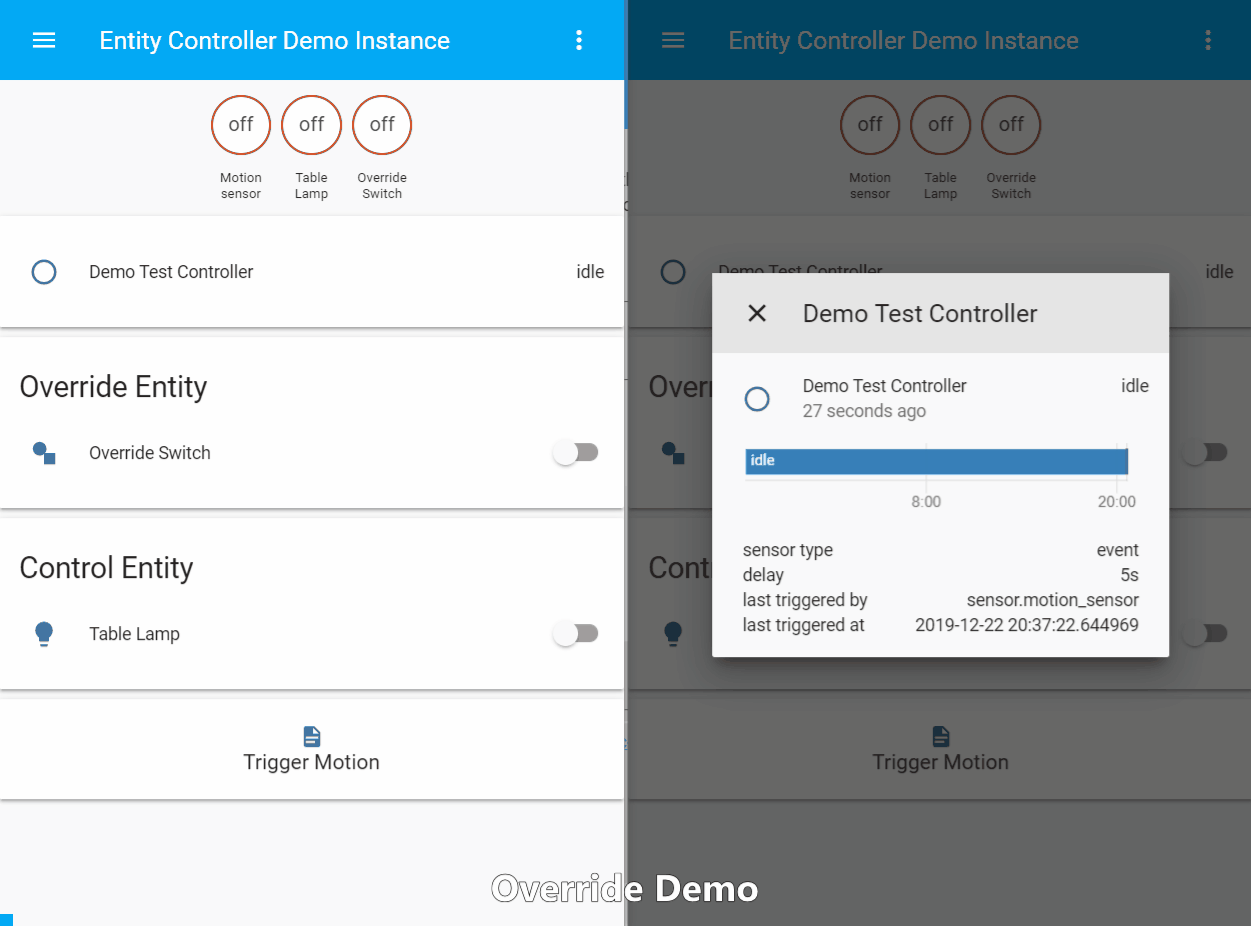 Entity Controller Demo Instance
off off off
Motion sensor
Table Lamp
Override Switch
Demo Test Controller idle
Override Entity
Override Switch
Control Entity
Table Lamp
Trigger Motion
Entity Controller Demo Instance
off off off
Motion sensor
Table Lamp
Override Switch
Demo Test Controller idle
Demo Test Controller
Demo Test Controller idle
27 seconds ago
idle
8:00 20:00
sensor type event
delay 5s
last triggered by sensor.motion_sensor
last triggered at 2019-12-22 20:37:22.644969
Trigger Motion
Override Demo